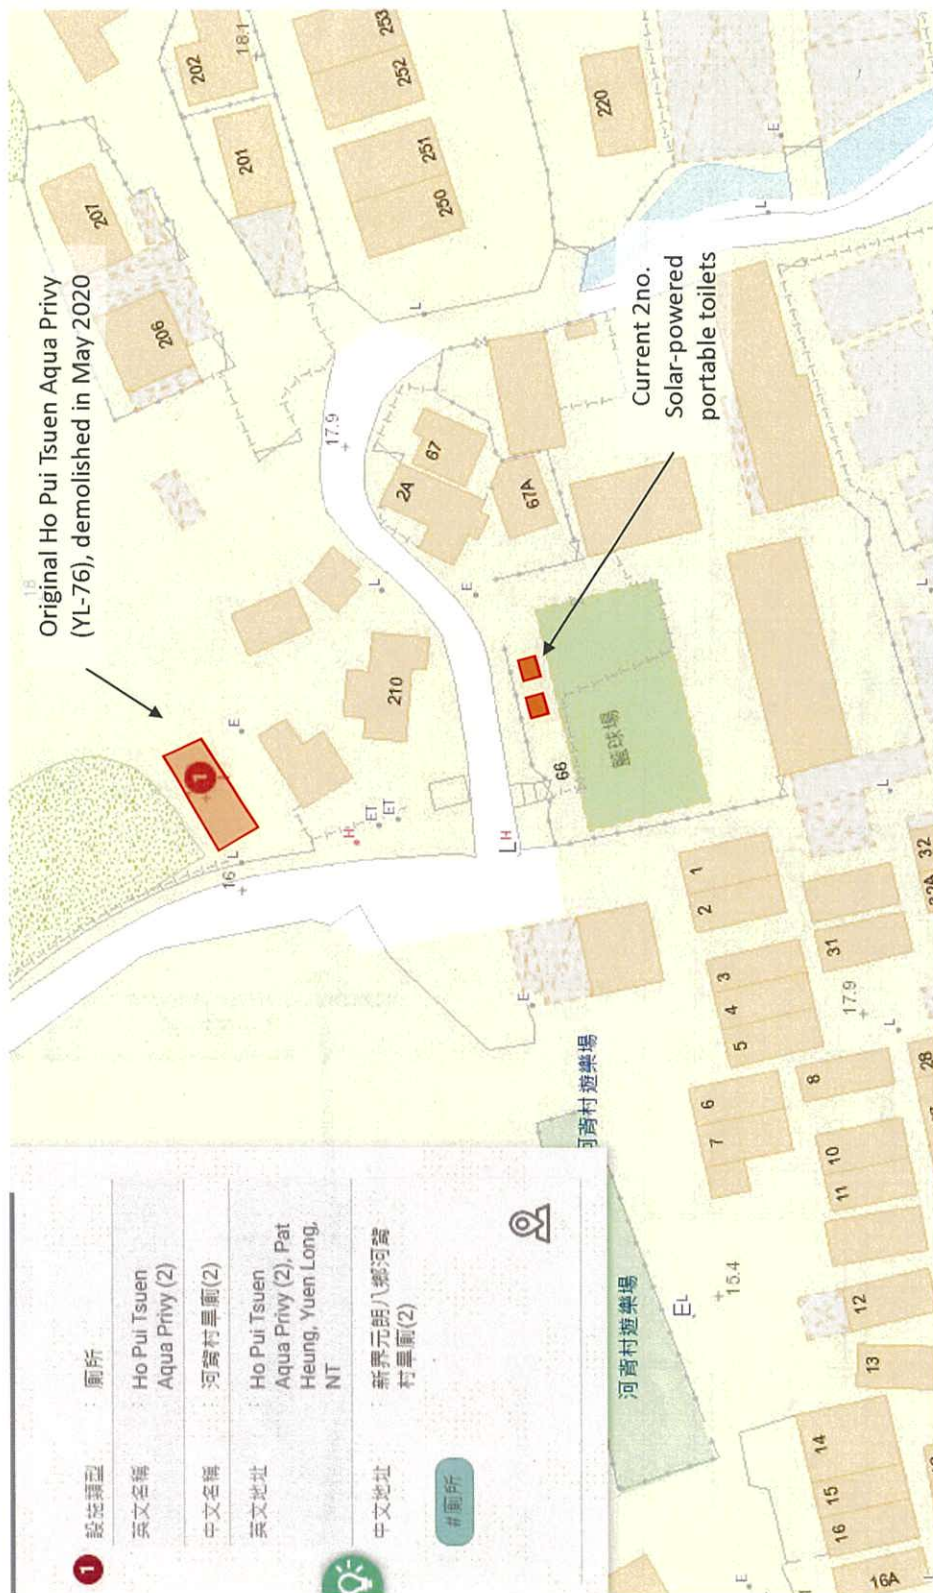 Original Ho Pui Tsuen Aqua Privy
(YL-76), demolished in May 2020
Current 2no.
Solar-powered
portable toilets
1
設施類型 : 廁所
英文名稱 : Ho Pui Tsuen
Aqua Privy (2)
中文名稱 : 河背村旱廁(2)
英文地址 : Ho Pui Tsuen
Aqua Privy (2), Pat
Heung, Yuen Long,
NT
中文地址 : 新界元朗八鄉河背
村旱廁(2)
#廁所
河背村遊樂場
河背村遊樂場
籃球場
1
18
16
17.9
18.1
17.9
15.4
207
206
202
201
253
252
251
250
220
210
24
67
67A
66
1
2
3
4
5
6
7
8
10
11
12
13
14
15
16
16A
31
32
28
E
L
H
ET
ET
L
H
L
E
L
L
E
E
L
L
L
EL
E